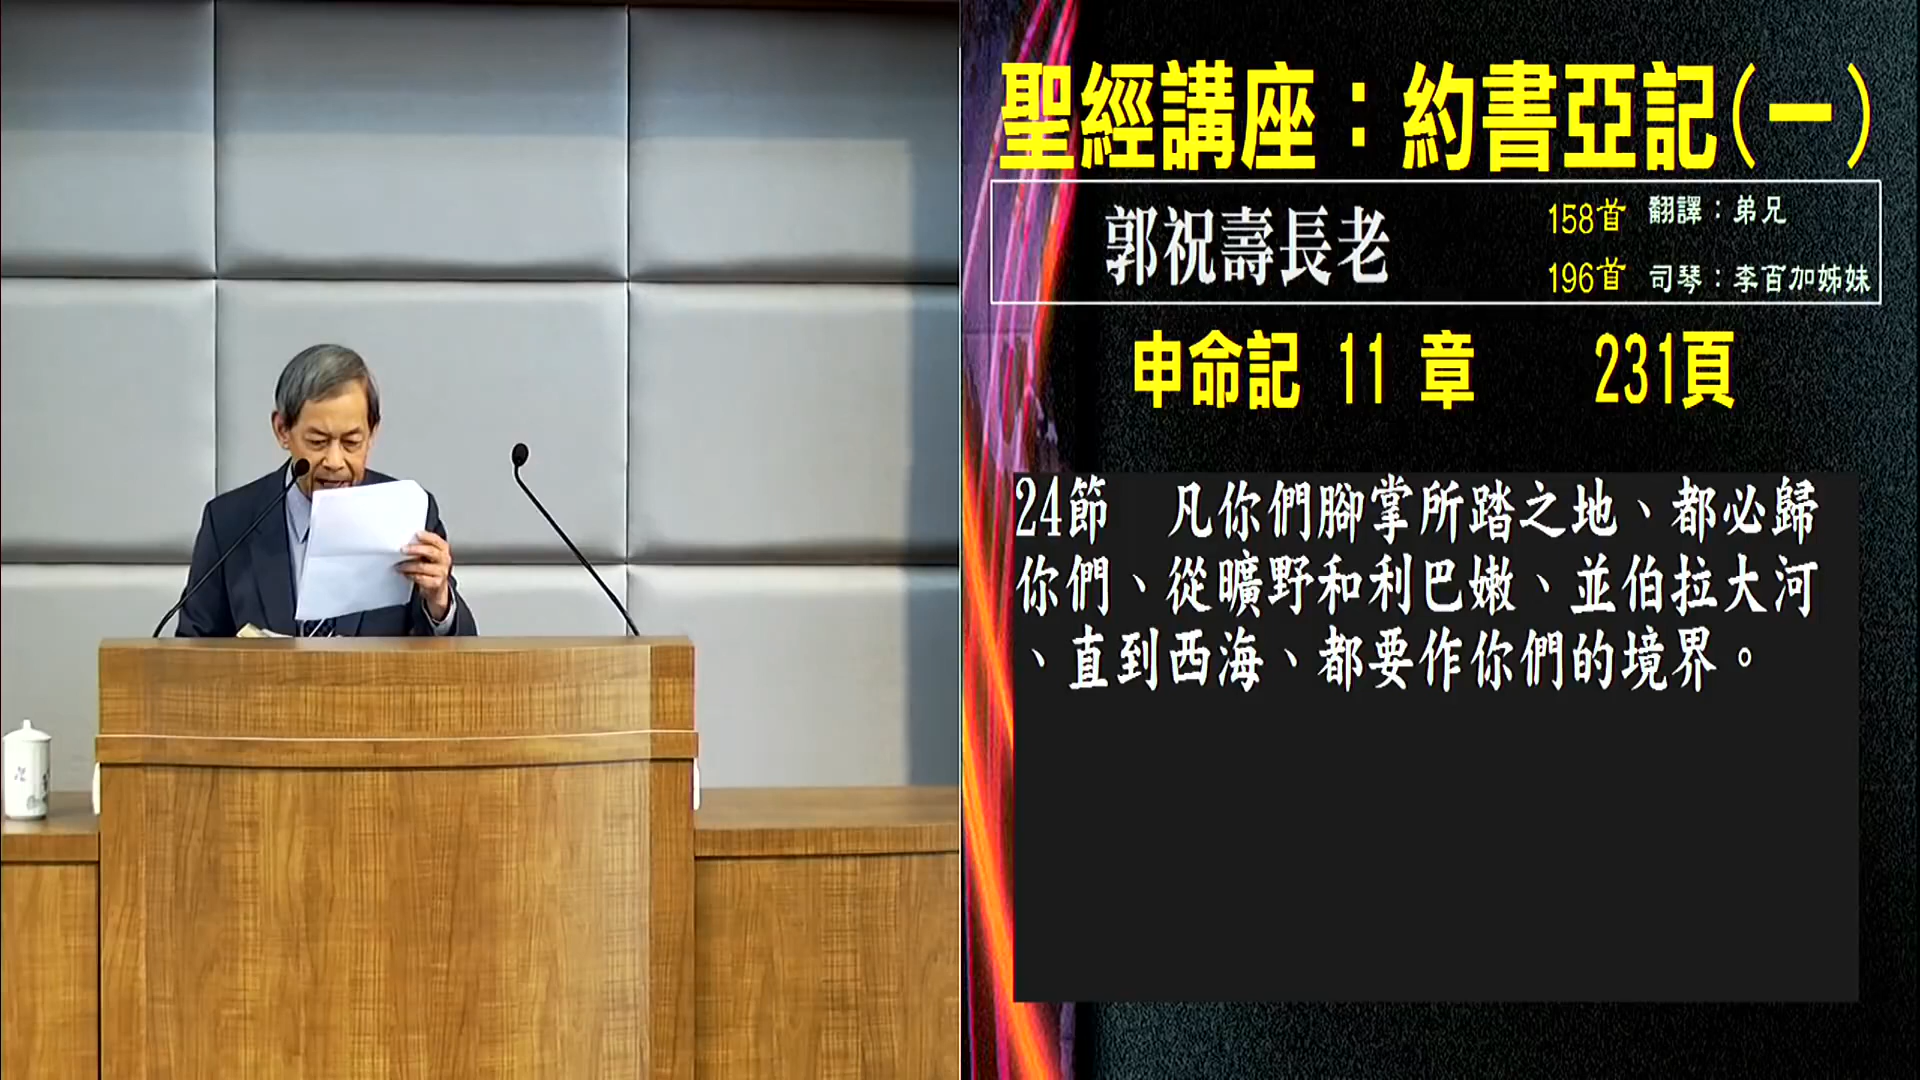 聖經講座：約書亞記(一)
郭祝壽長老
158首 翻譯：弟兄
196首 司琴：李百加姊妹
申命記 11 章 231頁
24節 凡你們腳掌所踏之地、都必歸
你們、從曠野和利巴嫩、並伯拉大河
、直到西海、都要作你們的境界。